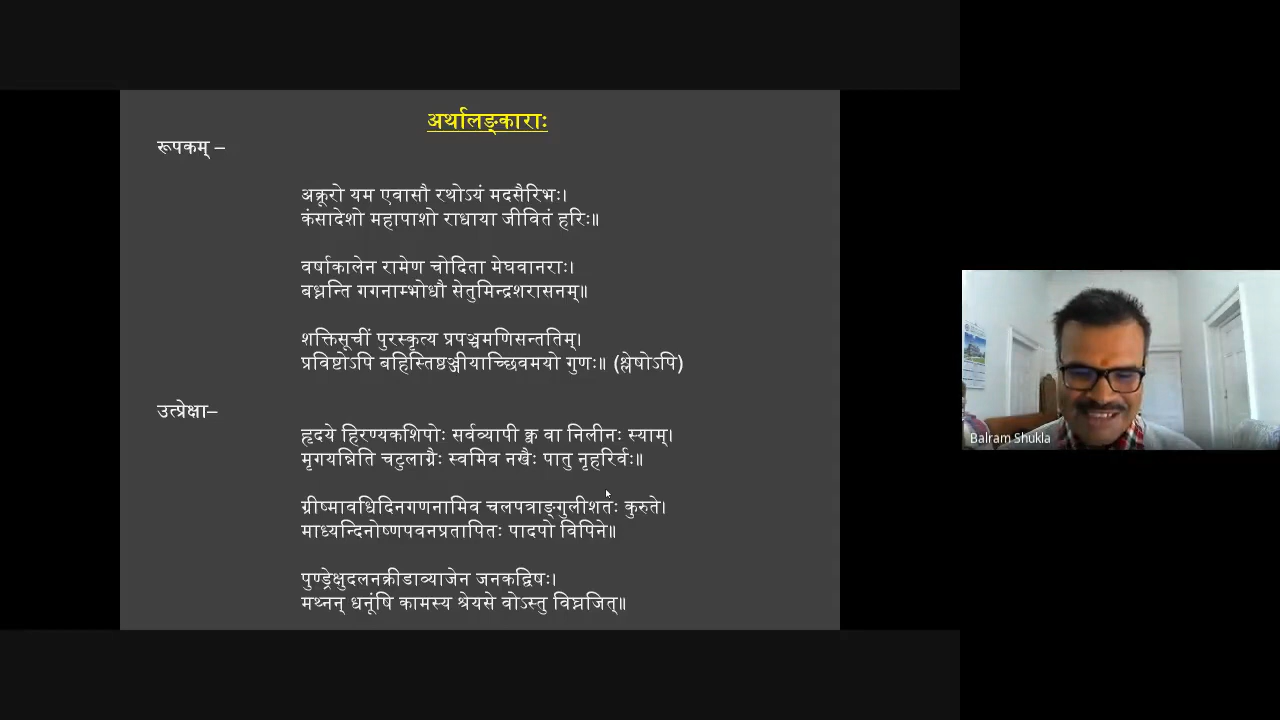 अर्थालङ्काराः
रूपकम् –
अक्रूरो यम एवासौ रथोऽयं मदसैरिभः।
कंसादेशो महापाशो राधाया जीवितं हरिः॥
वर्षाकालेन रामेण चोदिता मेघवानराः।
बध्नन्ति गगनाम्भोधौ सेतुमिन्द्रशरासनम्॥
शक्तिसूचीं पुरस्कृत्य प्रपञ्चमणिसन्ततिम्।
प्रविष्टोऽपि बहिस्तिष्ठञ्जीयाच्छिवमयो गुणः॥ (श्लेषोऽपि)
उत्प्रेक्षा–
हृदये हिरण्यकशिपोः सर्वव्यापी क्व वा निलीनः स्याम्।
मृगयन्निति चटुलाग्रैः स्वमिव नखैः पातु नृहरिर्वः॥
ग्रीष्मावधिदिनगणनामिव चलपत्राङ्गुलीशतैः कुरुते।
माध्यन्दिनोष्णपवनप्रतापितः पादपो विपिने॥
पुण्ड्रेक्षुदलनक्रीडाव्याजेन जनकद्विषः।
मथ्नन् धनूंषि कामस्य श्रेयसे वोऽस्तु विघ्नजित्॥
Balram Shukla